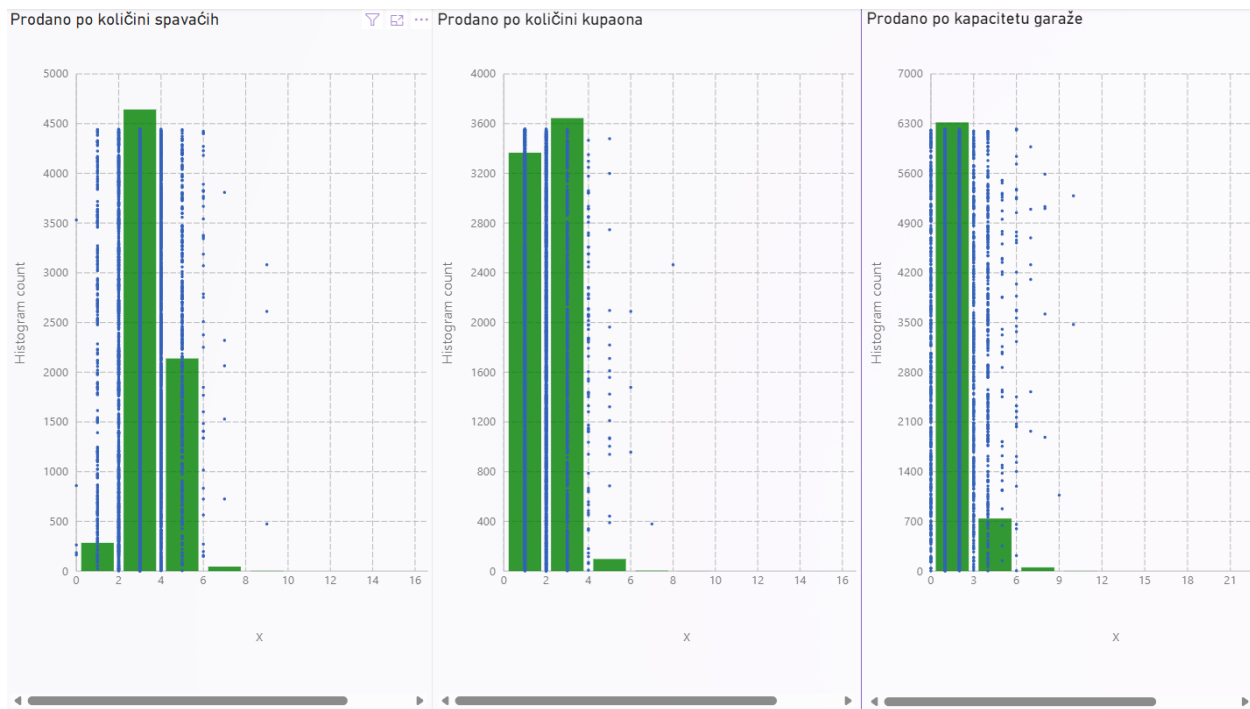 Prodano po količini spavaćih
5000
4500
4000
3500
3000
2500
2000
1500
1000
500
0
Histogram count
0 2 4 6 8 10 12 14 16
X
Prodano po količini kupaona
4000
3600
3200
2800
2400
2000
1600
1200
800
400
0
Histogram count
0 2 4 6 8 10 12 14 16
X
Prodano po kapacitetu garaže
7000
6300
5600
4900
4200
3500
2800
2100
1400
700
0
Histogram count
0 3 6 9 12 15 18 21
X